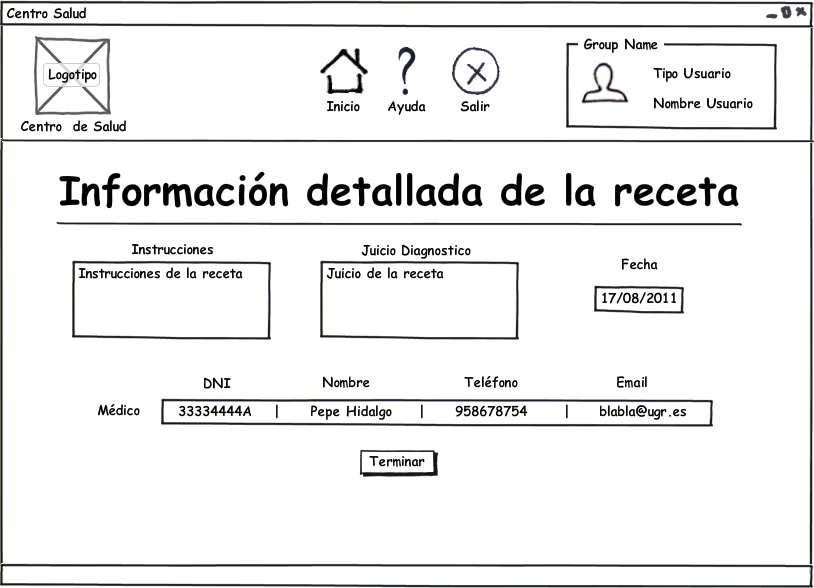 Centro Salud
Logotipo
Centro de Salud
Inicio
Ayuda
Salir
Group Name
Tipo Usuario
Nombre Usuario
Información detallada de la receta
Instrucciones
Instrucciones de la receta
Juicio Diagnostico
Juicio de la receta
Fecha
17/08/2011
DNI Nombre Teléfono Email
Médico 33334444A | Pepe Hidalgo | 958678754 | blabla@ugr.es
Terminar